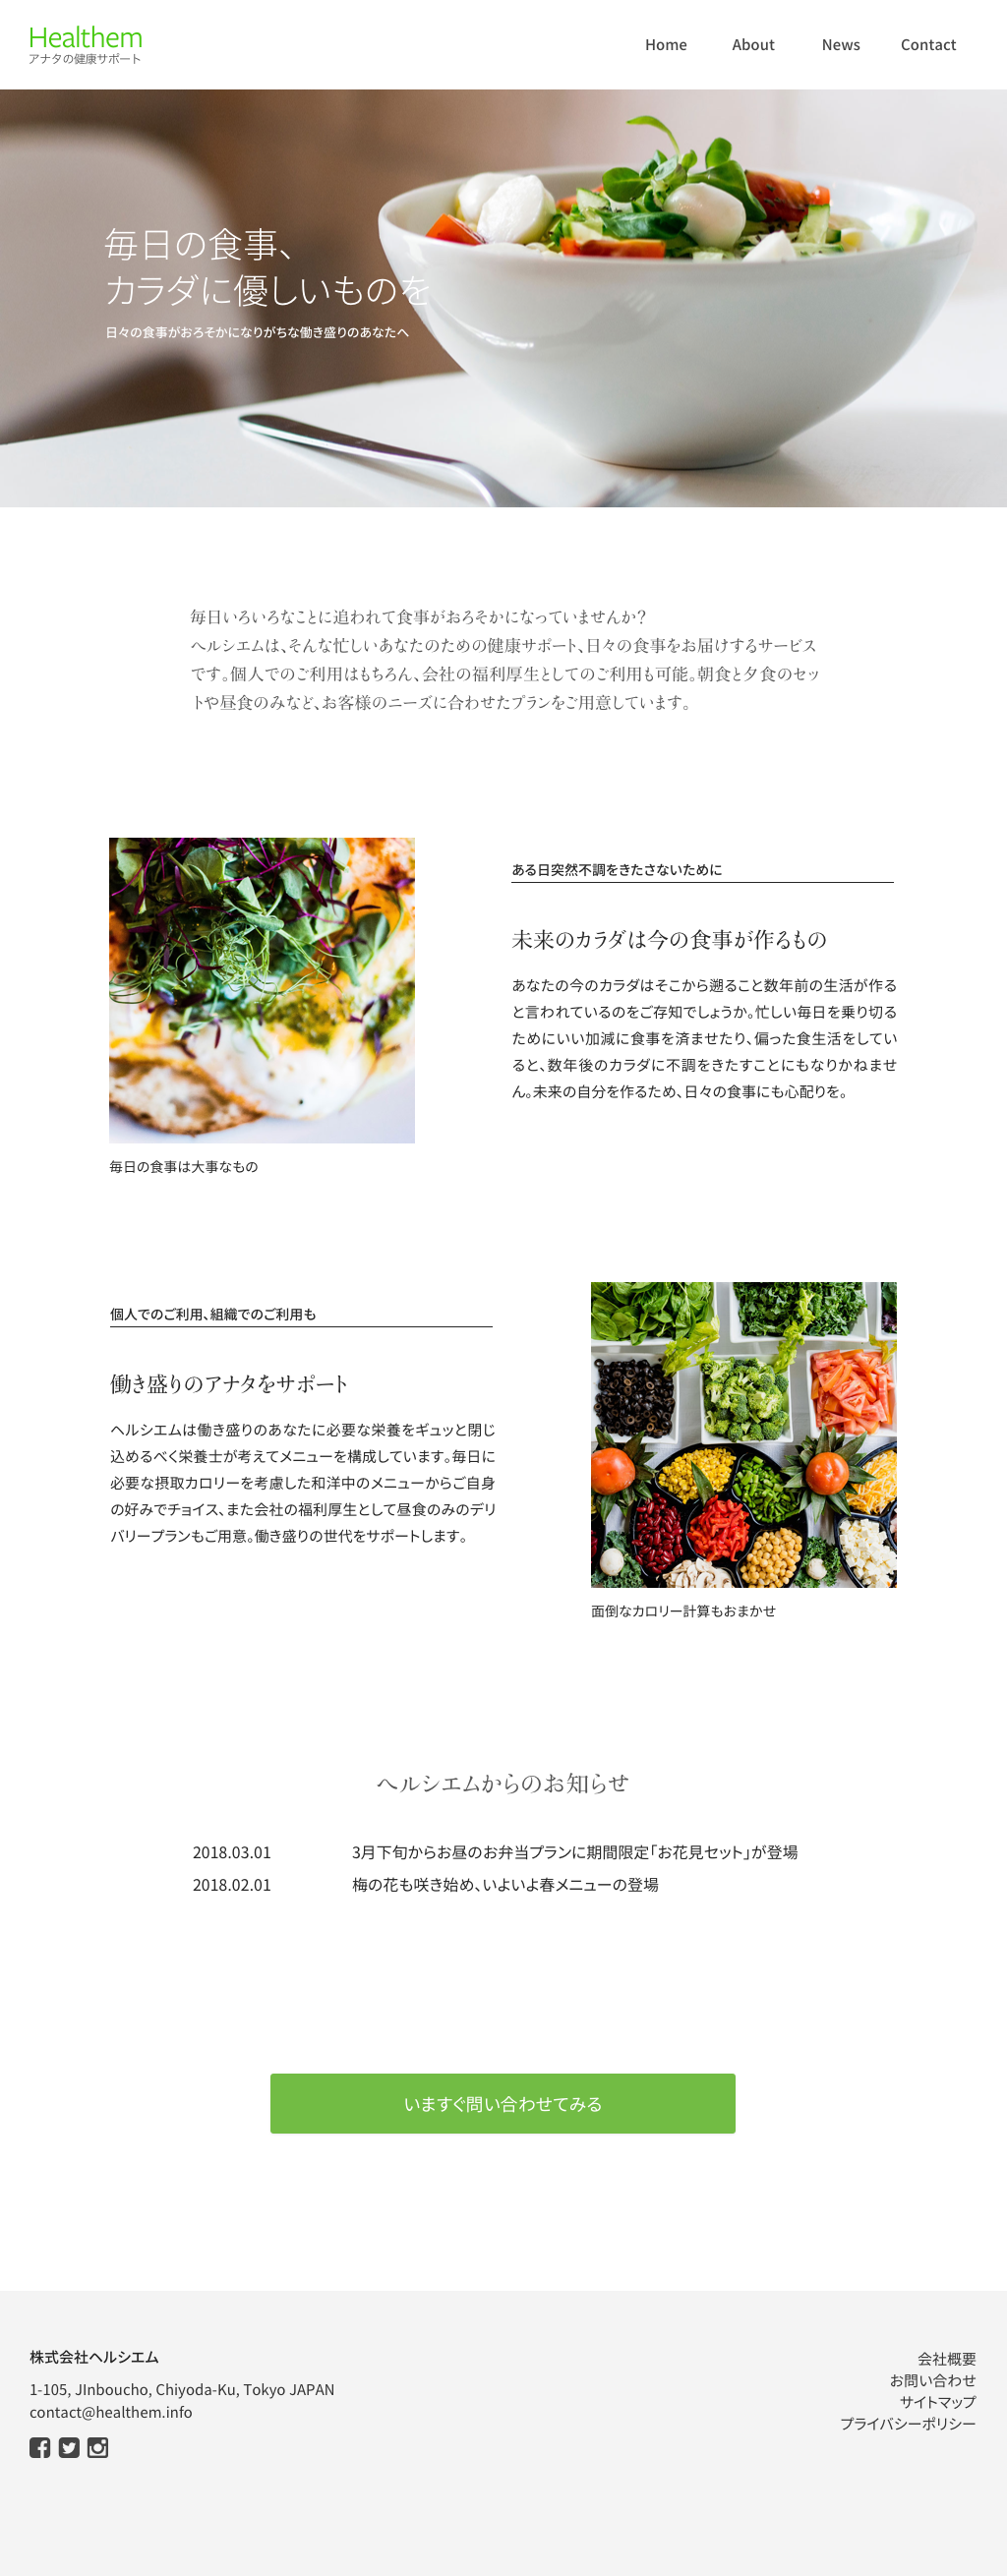 Healthem
アナタの健康サポート
Home About News Contact
毎日の食事、
カラダに優しいものを
日々の食事がおろそかになりがちな働き盛りのあなたへ
毎日いろいろなことに追われて食事がおろそかになっていませんか?
ヘルシエムは、そんな忙しいあなたのための健康サポート、日々の食事をお届けするサービス
です。個人でのご利用はもちろん、会社の福利厚生としてのご利用も可能。朝食と夕食のセッ
トや昼食のみなど、お客様のニーズに合わせたプランをご用意しています。
ある日突然不調をきたさないために
未来のカラダは今の食事が作るもの
あなたの今のカラダはそこから遡ること数年前の生活が作る
と言われているのをご存知でしょうか。忙しい毎日を乗り切る
ためにいい加減に食事を済ませたり、偏った食生活をしてい
ると、数年後のカラダに不調をきたすことにもなりかねませ
ん。未来の自分を作るため、日々の食事にも心配りを。
毎日の食事は大事なもの
個人でのご利用、組織でのご利用も
働き盛りのアナタをサポート
ヘルシエムは働き盛りのあなたに必要な栄養をギュッと閉じ
込めるべく栄養士が考えてメニューを構成しています。毎日に
必要な摂取カロリーを考慮した和洋中のメニューからご自身
の好みでチョイス、また会社の福利厚生として昼食のみのデリ
バリープランもご用意。働き盛りの世代をサポートします。
面倒なカロリー計算もおまかせ
ヘルシエムからのお知らせ
2018.03.01 3月下旬からお昼のお弁当プランに期間限定「お花見セット」が登場
2018.02.01 梅の花も咲き始め、いよいよ春メニューの登場
いますぐ問い合わせてみる
株式会社ヘルシエム
1-105, JInboucho, Chiyoda-Ku, Tokyo JAPAN
contact@healthem.info
会社概要
お問い合わせ
サイトマップ
プライバシーポリシー